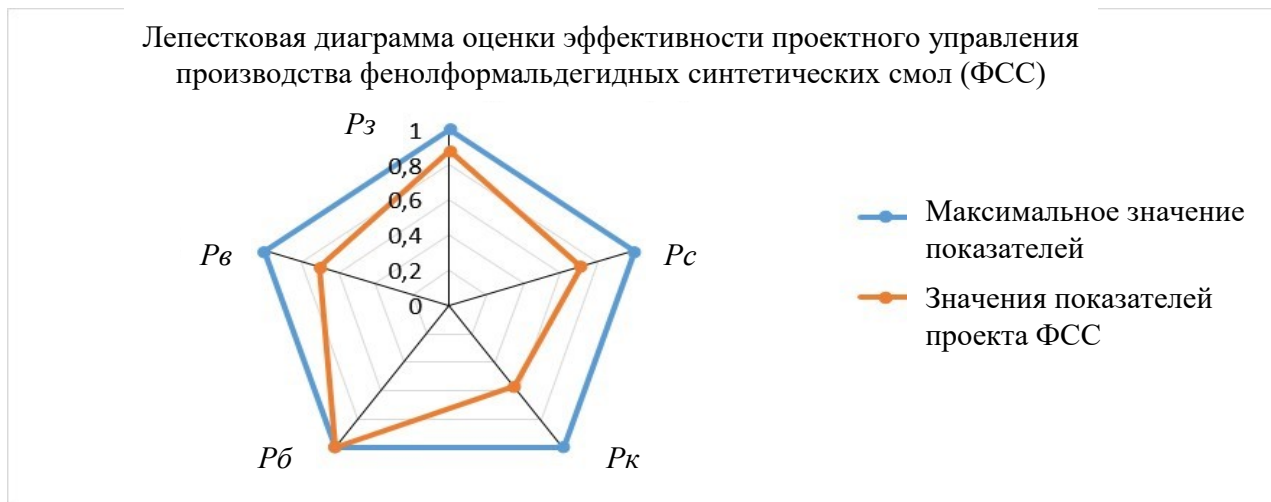 Лепестковая диаграмма оценки эффективности проектного управления
производства фенолформальдегидных синтетических смол (ФСС)
Рз
1
0,8
0,6
0,4
0,2
0
Рв
Рс
Рб
Рк
Максимальное значение
показателей
Значения показателей
проекта ФСС